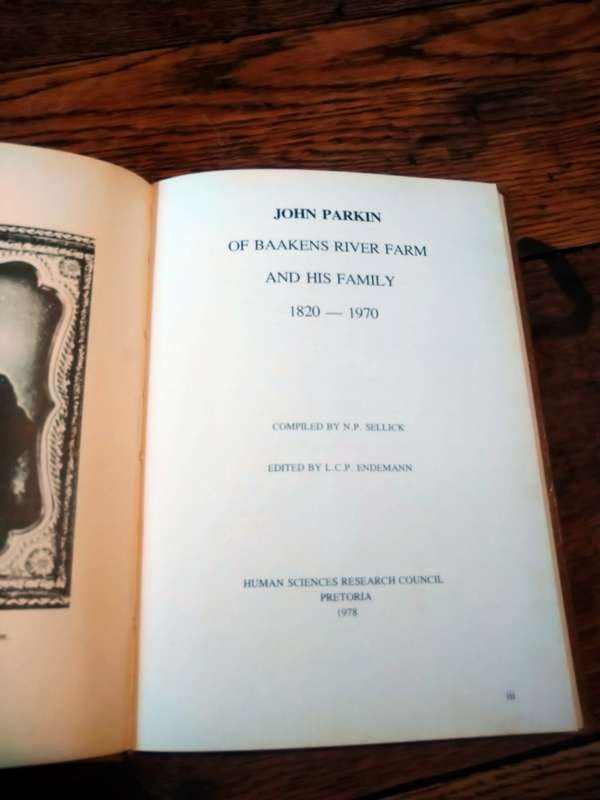 JOHN PARKIN
OF BAAKENS RIVER FARM
AND HIS FAMILY
1820 — 1970
COMPILED BY N.P. SELLICK
EDITED BY L.C.P. ENDEMANN
HUMAN SCIENCES RESEARCH COUNCIL
PRETORIA
1978
iii